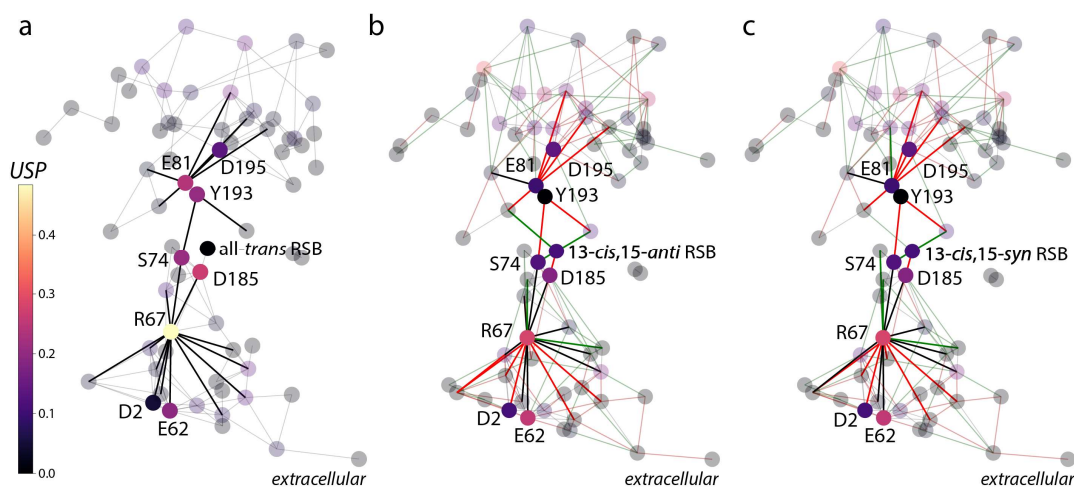 a
b
c
USP
0.4
0.3
0.2
0.1
0.0
E81
D195
Y193
all-trans RSB
S74
D185
R67
D2
E62
extracellular
E81
D195
Y193
13-cis,15-anti RSB
S74
D185
R67
D2
E62
extracellular
E81
D195
Y193
13-cis,15-syn RSB
S74
D185
R67
D2
E62
extracellular